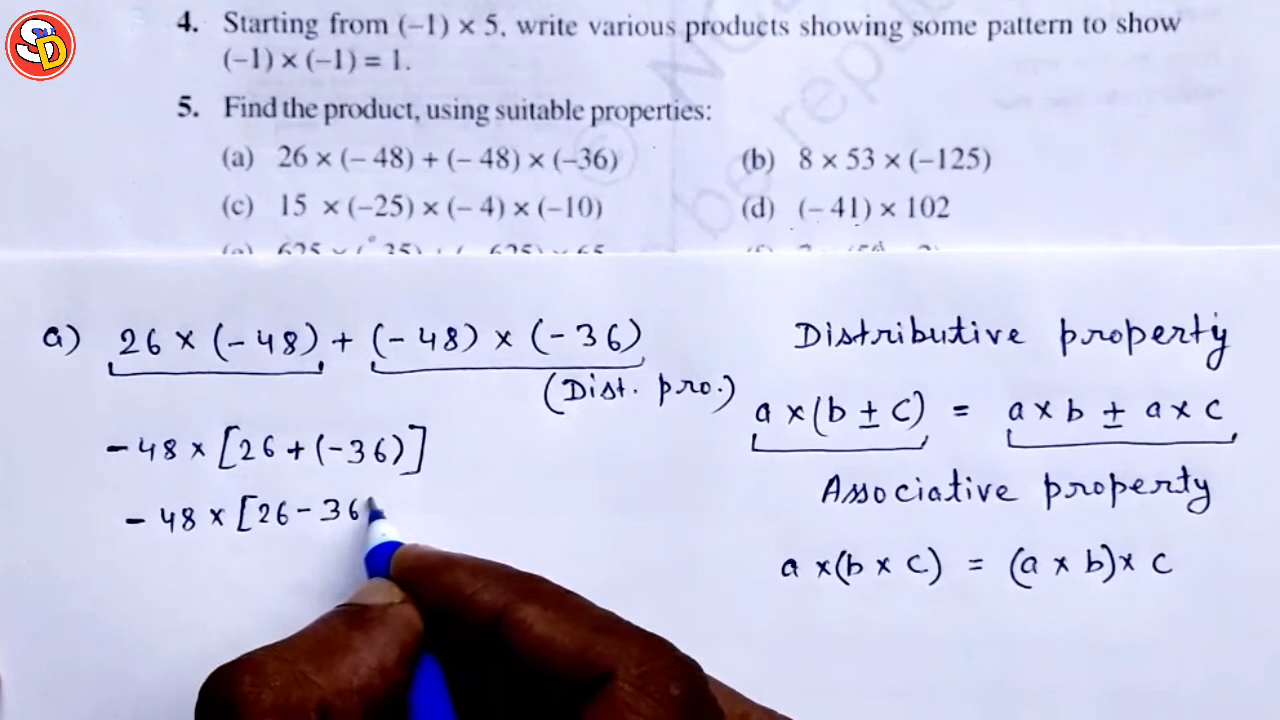 SD
4. Starting from (–1) × 5, write various products showing some pattern to show
(–1) × (–1) = 1.
5. Find the product, using suitable properties:
(a) 26 × (– 48) + (– 48) × (–36)
(b) 8 × 53 × (–125)
(c) 15 × (–25) × (– 4) × (–10)
(d) (– 41) × 102
a) 26 × (- 48) + (- 48) × (- 36)
(Dist. pro.)
- 48 × [26 + (-36)]
- 48 × [26 - 36
Distributive property
a × (b ± c) = a × b ± a × c
Associative property
a × (b × c) = (a × b) × c